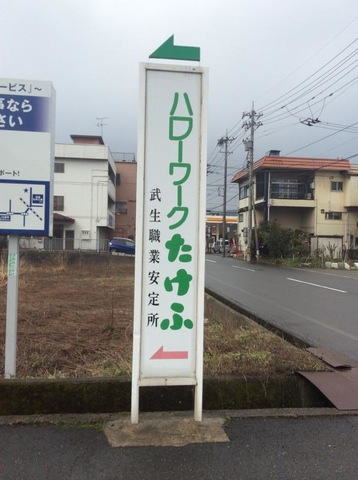 ハローワークたけふ
武生職業安定所
ービス」～
事なら
さい
ポート!